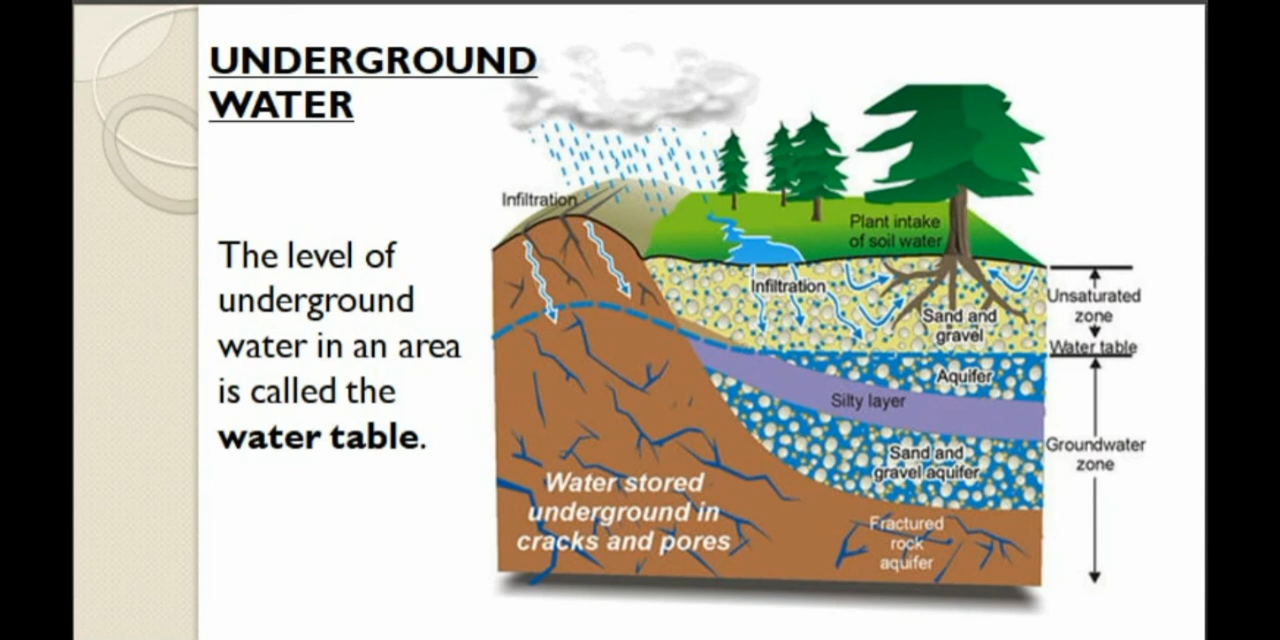 UNDERGROUND
WATER
The level of
underground
water in an area
is called the
water table.
Infiltration
Plant intake
of soil water
Infiltration
Sand and
gravel
Unsaturated
zone
Water table
Aquifer
Silty layer
Groundwater
zone
Sand and
gravel aquifer
Water stored
underground in
cracks and pores
Fractured
rock
aquifer